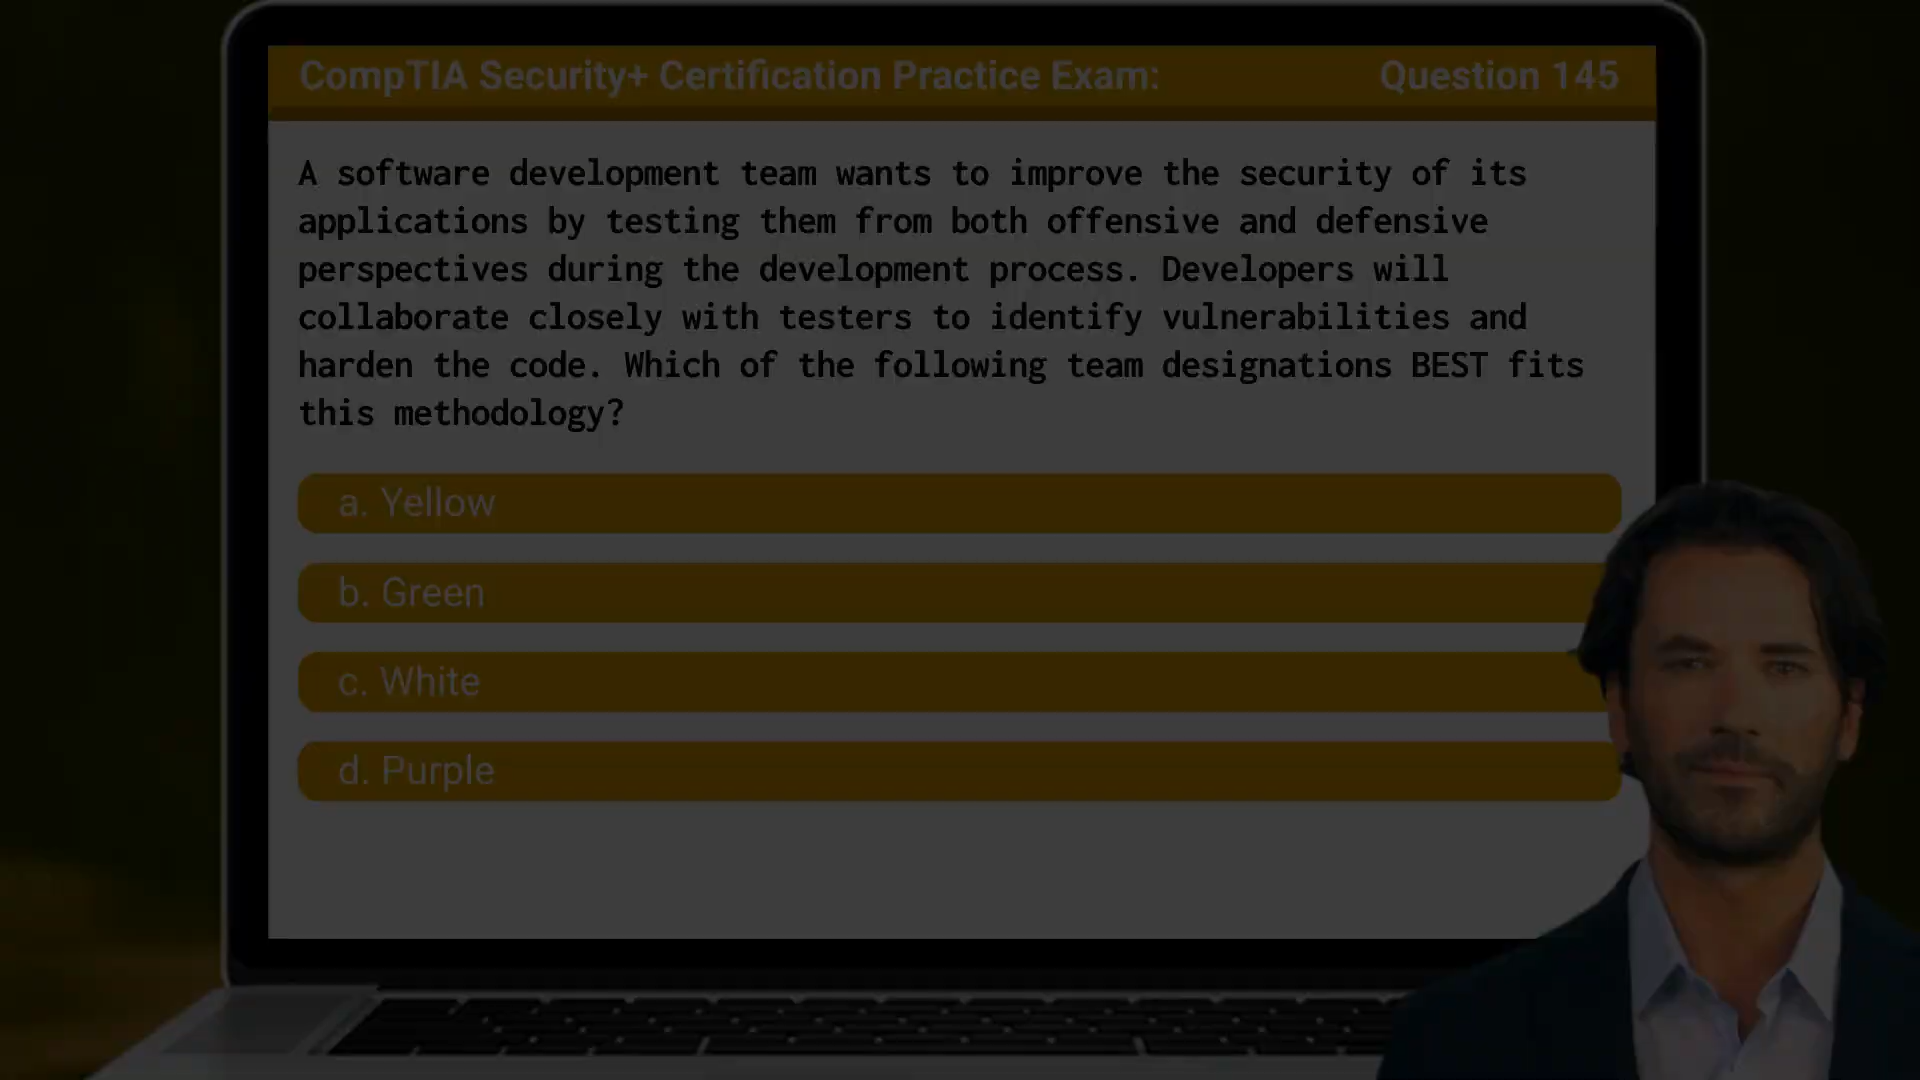 CompTIA Security+ Certification Practice Exam: Question 145
A software development team wants to improve the security of its
applications by testing them from both offensive and defensive
perspectives during the development process. Developers will
collaborate closely with testers to identify vulnerabilities and
harden the code. Which of the following team designations BEST fits
this methodology?
a. Yellow
b. Green
c. White
d. Purple